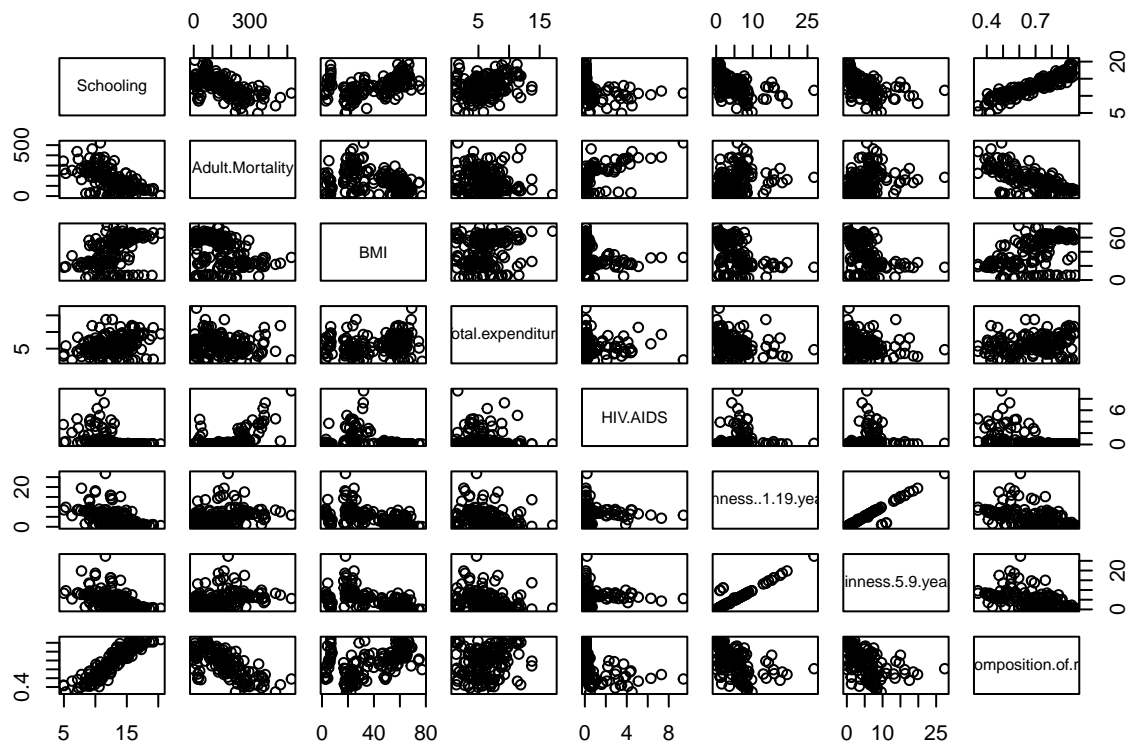 0 300
5 15
0 10 25
0.4 0.7
Schooling
5 20
0 500
Adult.Mortality
BMI
0 60
5
otal.expenditur
HIV.AIDS
0 6
0 20
nness..1.19.yea
inness.5.9.yea
0 20
0.4
omposition.of.r
5 15
0 40 80
0 4 8
0 10 25